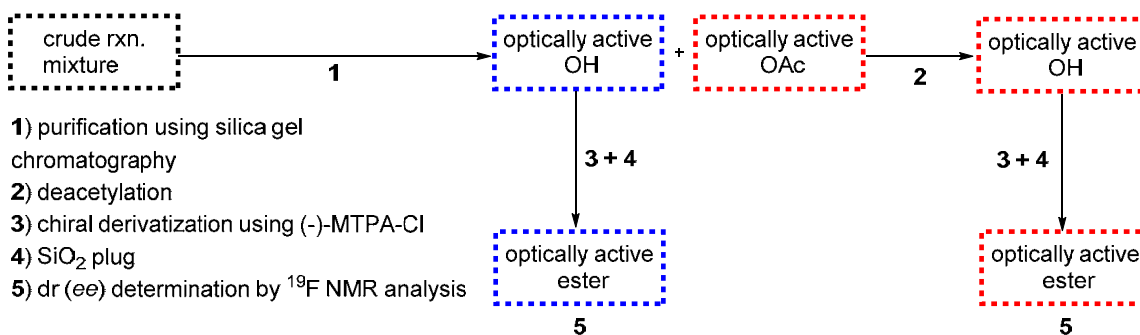 crude rxn.
mixture
1
optically active
OH
+
optically active
OAc
2
optically active
OH
1) purification using silica gel
chromatography
2) deacetylation
3) chiral derivatization using (-)-MTPA-Cl
4) SiO₂ plug
5) dr (ee) determination by ¹⁹F NMR analysis
3 + 4
3 + 4
optically active
ester
optically active
ester
5
5